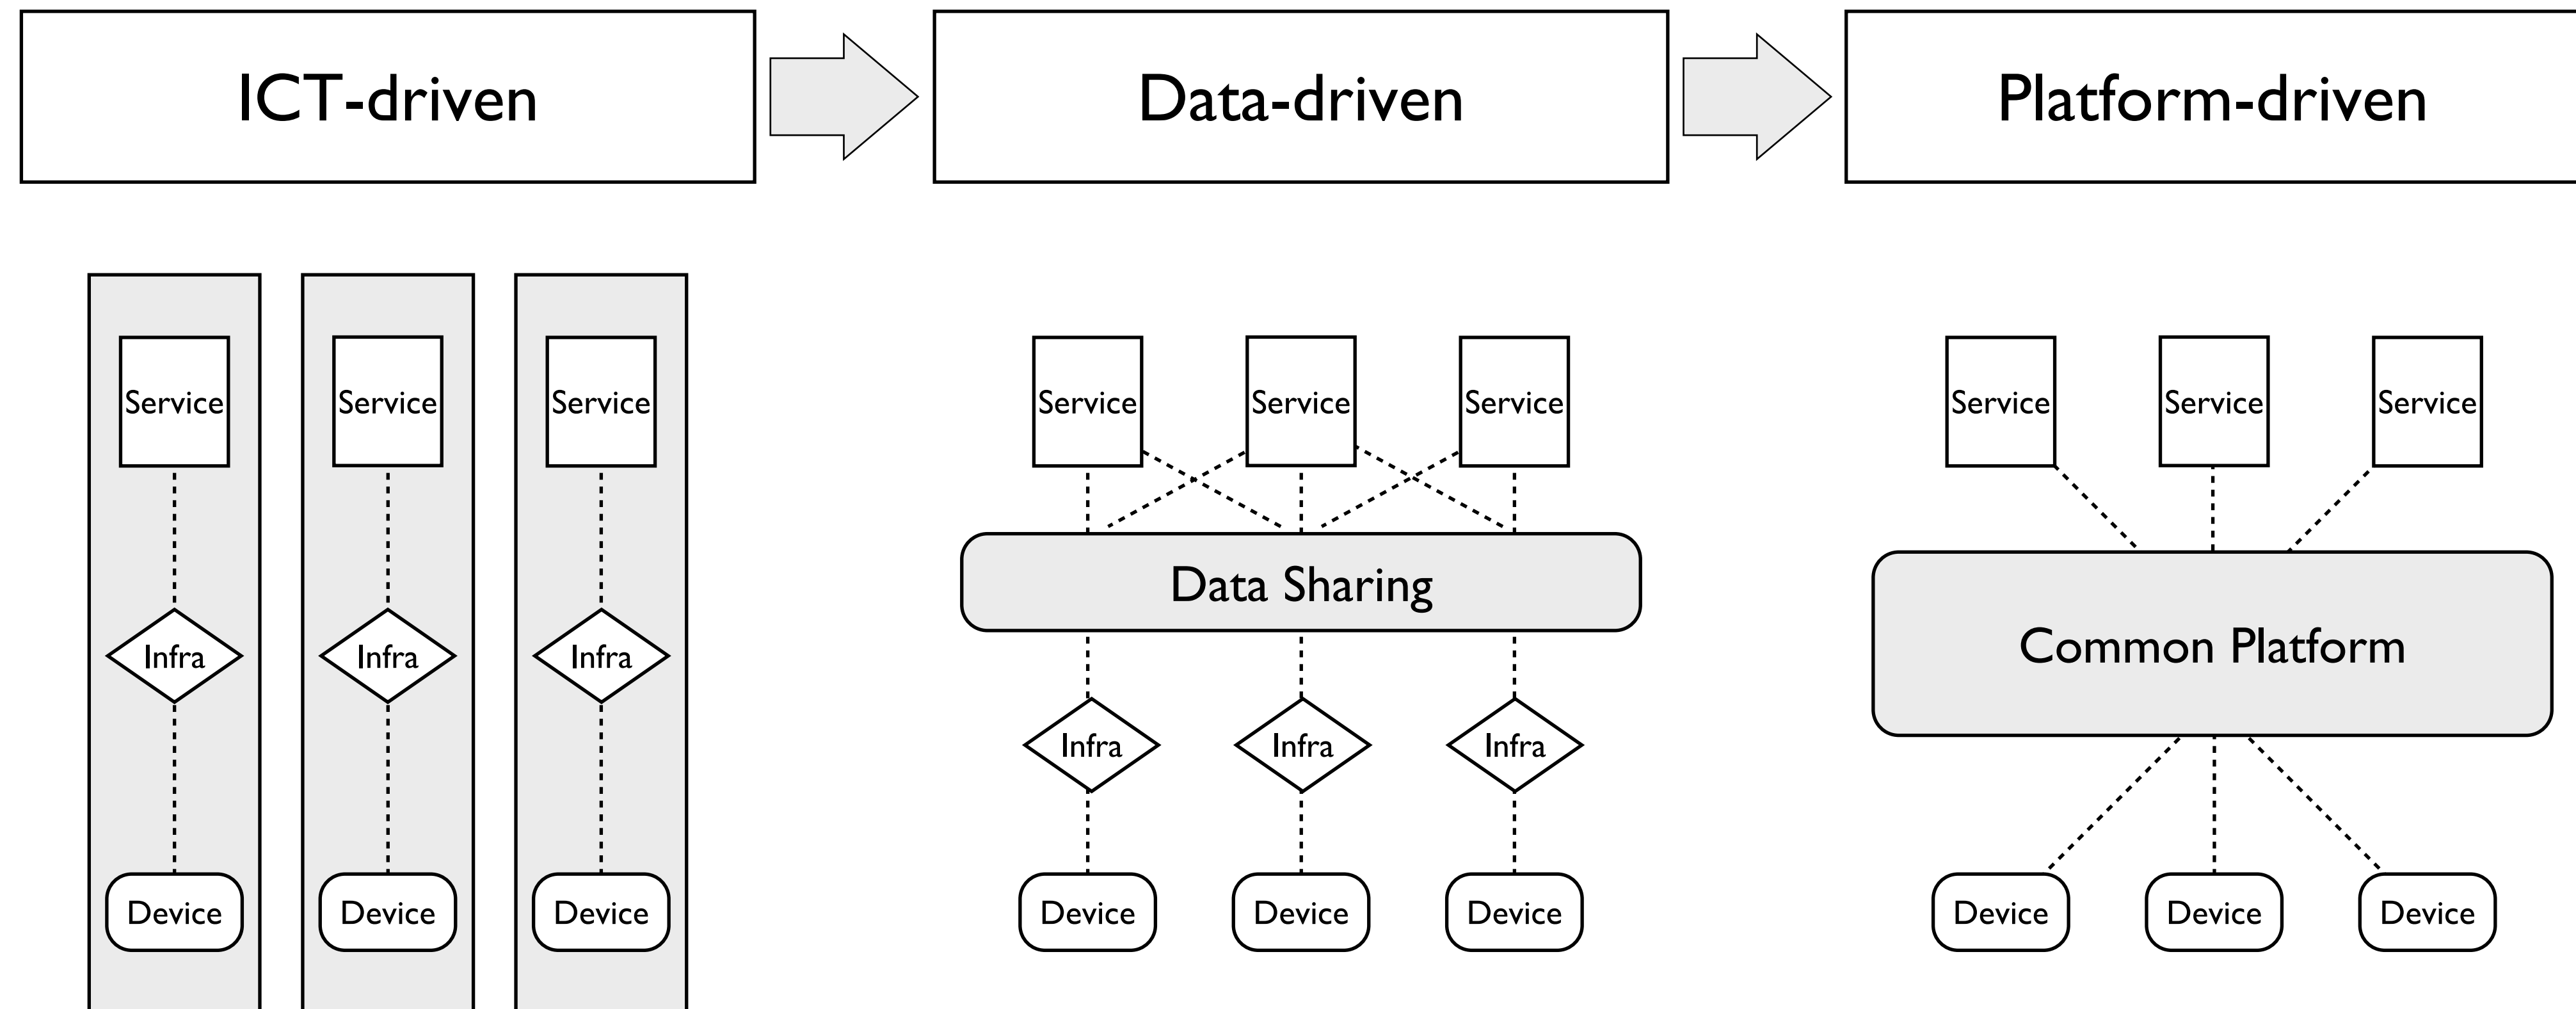 ICT-driven
Data-driven
Platform-driven
Service
Service
Service
Infra
Infra
Infra
Device
Device
Device
Service
Service
Service
Data Sharing
Infra
Infra
Infra
Device
Device
Device
Service
Service
Service
Common Platform
Device
Device
Device